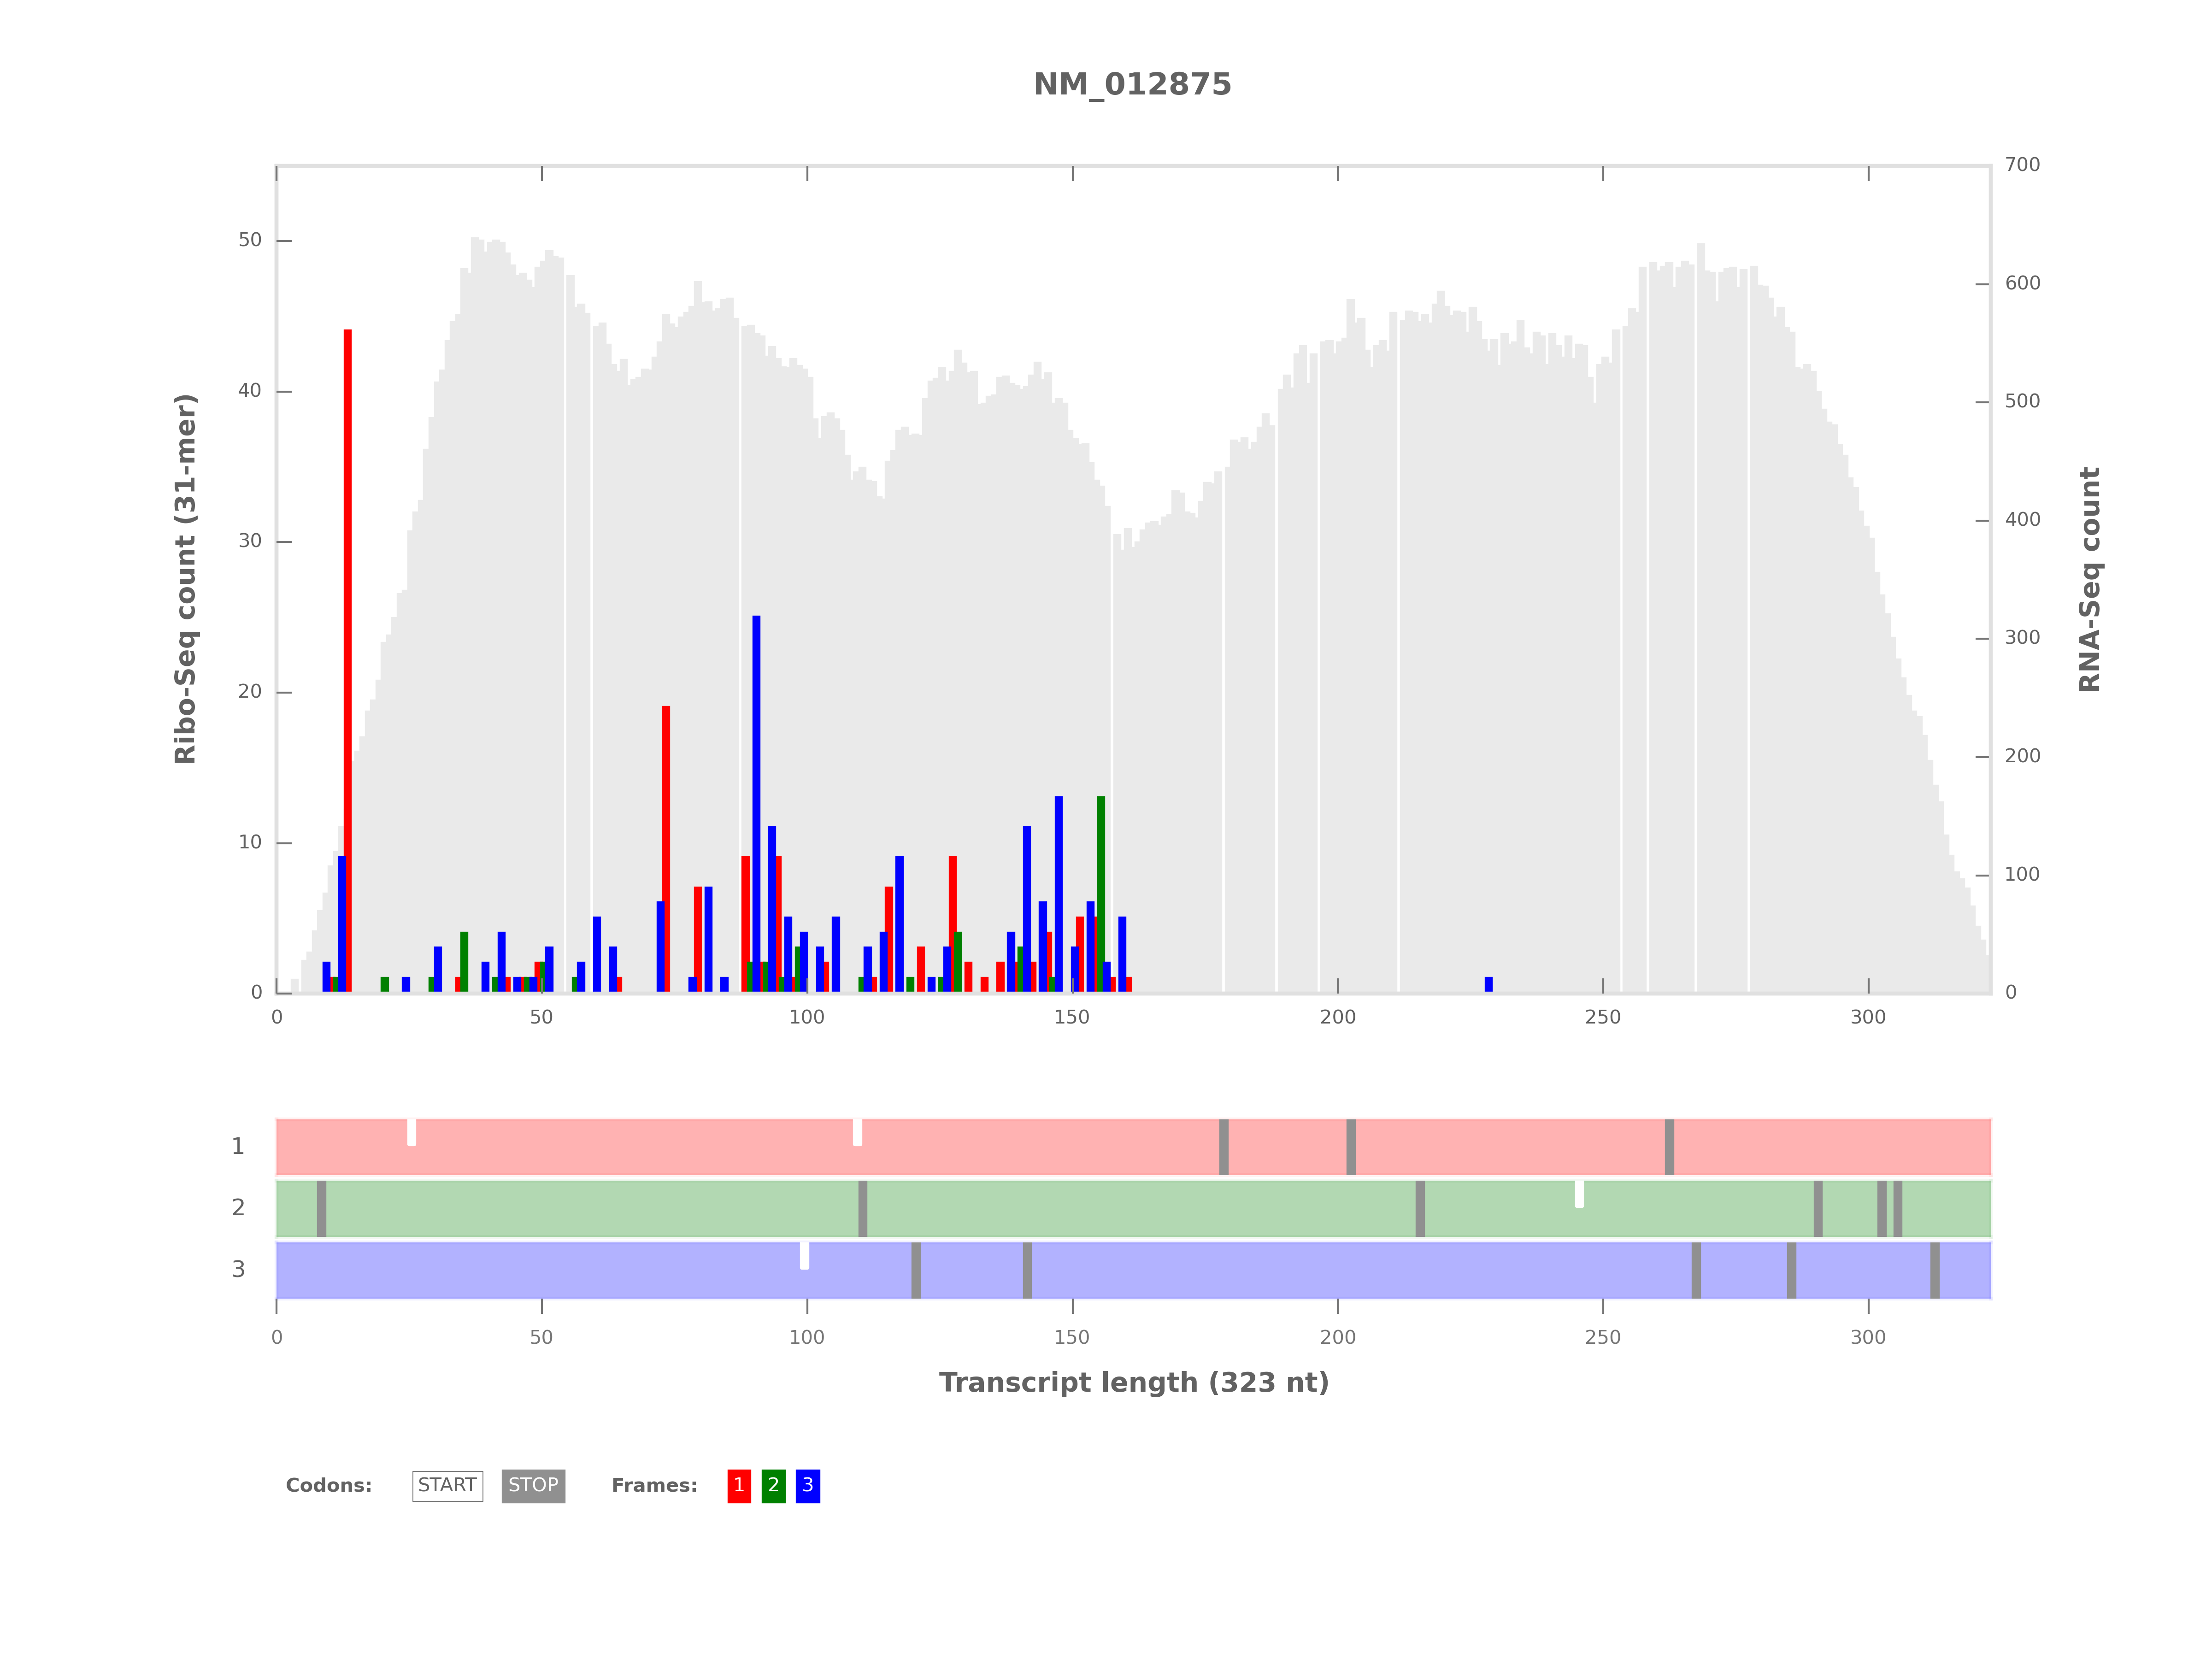 NM_012875
700
600
500
400
300
200
100
0
RNA-Seq count
50
40
30
20
10
0
Ribo-Seq count (31-mer)
0 50 100 150 200 250 300
1
2
3
0 50 100 150 200 250 300
Transcript length (323 nt)
Codons: START STOP Frames: 1 2 3